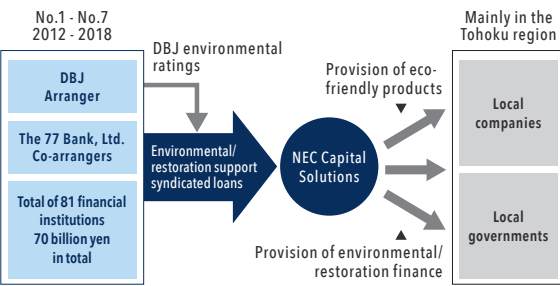 No.1 - No.7
2012 - 2018
DBJ
Arranger
The 77 Bank, Ltd.
Co-arrangers
Total of 81 financial
institutions
70 billion yen
in total
DBJ environmental
ratings
Environmental/
restoration support
syndicated loans
NEC Capital
Solutions
Provision of eco-
friendly products
Provision of environmental/
restoration finance
Mainly in the
Tohoku region
Local
companies
Local
governments